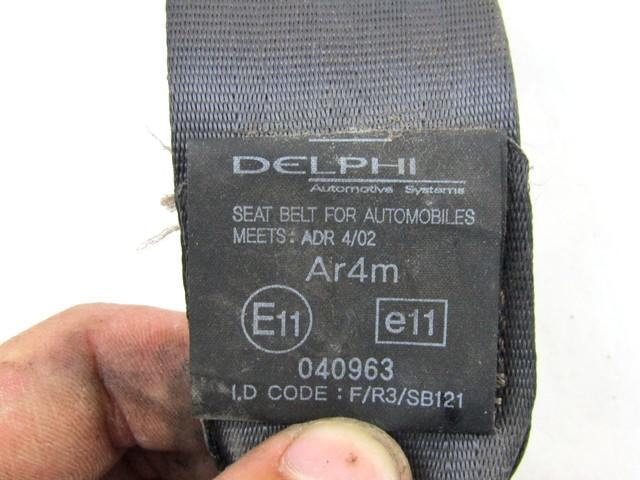 DELPHI
Automotive Systems
SEAT BELT FOR AUTOMOBILES
MEETS: ADR 4/02
Ar4m
E11 e11
040963
I.D CODE : F/R3/SB121